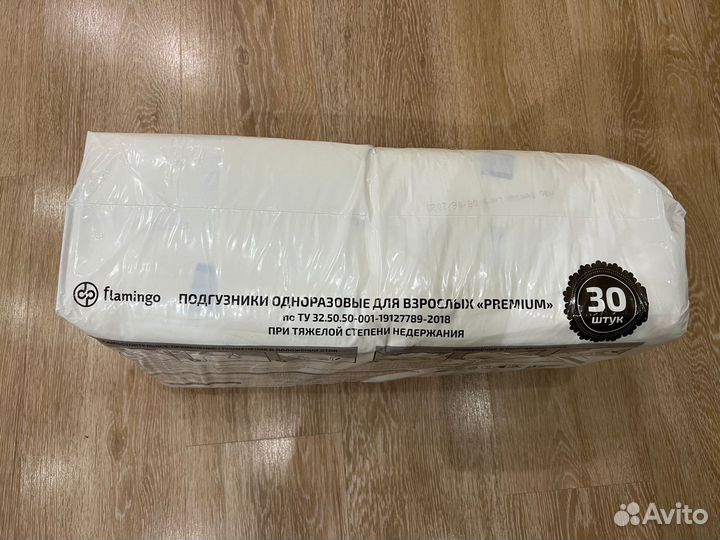 flamingo
ПОДГУЗНИКИ ОДНОРАЗОВЫЕ ДЛЯ ВЗРОСЛЫХ «PREMIUM»
по ТУ 32.50.50-001-19127789-2018
ПРИ ТЯЖЕЛОЙ СТЕПЕНИ НЕДЕРЖАНИЯ
30
ШТУК
Avito